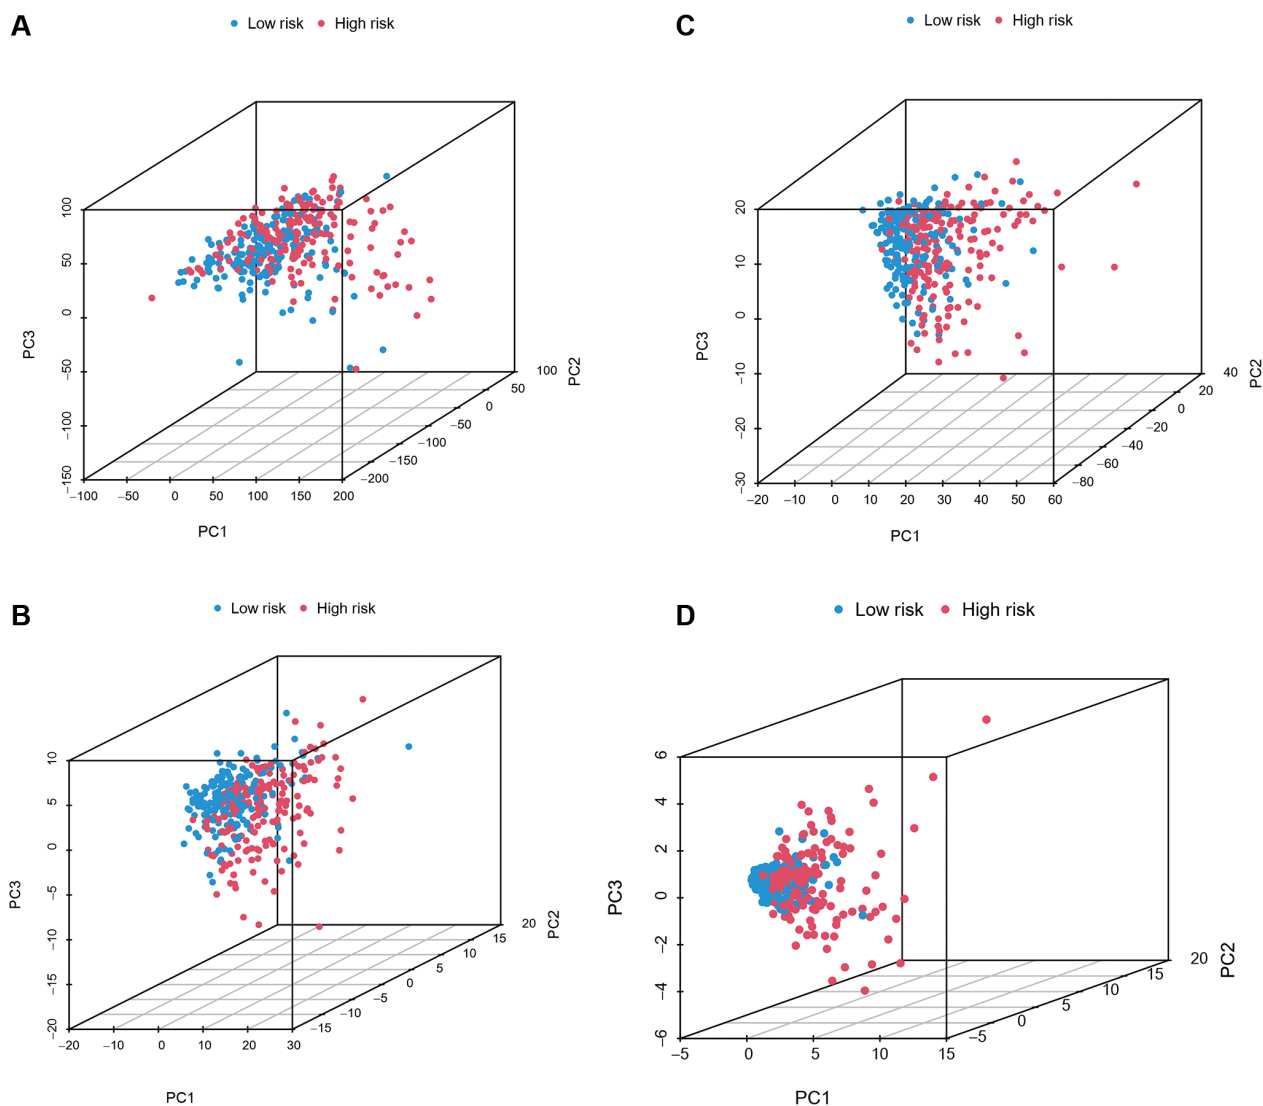 A
Low risk High risk
100
50
0
−50
−100
−150
PC3
−100 −50 0 50 100 150 200
PC1
−200
−150
−100
−50
0
50
100
PC2
C
Low risk High risk
20
10
0
−10
−20
−30
PC3
−20 −10 0 10 20 30 40 50 60
PC1
−80
−60
−40
−20
0
20
40
PC2
B
Low risk High risk
10
5
0
−5
−10
−15
−20
PC3
−20 −10 0 10 20 30
PC1
−15
−10
−5
0
5
10
15
20
PC2
D
Low risk High risk
6
4
2
0
−2
−4
−6
PC3
−5 0 5 10 15
PC1
−5
0
5
10
15
20
PC2